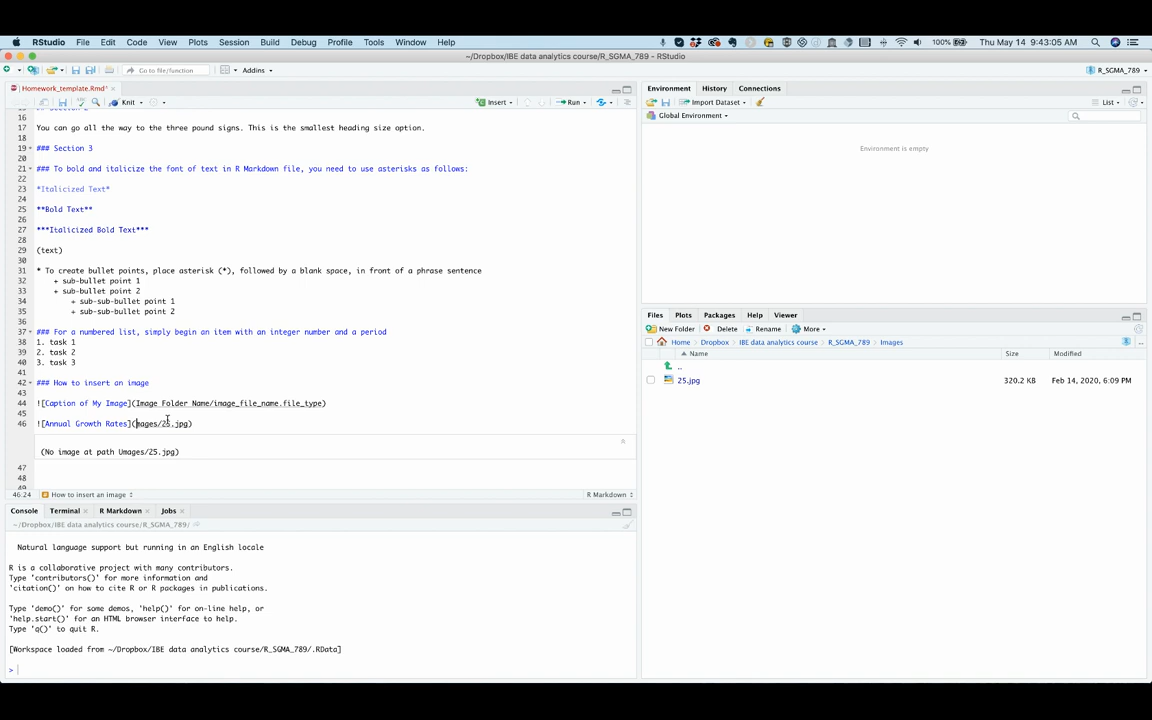 RStudio File Edit Code View Plots Session Build Debug Profile Tools Window Help 100% Thu May 14 9:43:05 AM
~/Dropbox/IBE data analytics course/R_SGMA_789 - RStudio
Go to file/function Addins R_SGMA_789
Homework_template.Rmd
Knit Insert Run
16
17 You can go all the way to the three pound signs. This is the smallest heading size option.
18
19 ### Section 3
20
21 ### To bold and italicize the font of text in R Markdown file, you need to use asterisks as follows:
22
23 *Italicized Text*
24
25 **Bold Text**
26
27 ***Italicized Bold Text***
28
29 (text)
30
31 * To create bullet points, place asterisk (*), followed by a blank space, in front of a phrase sentence
32 + sub-bullet point 1
33 + sub-bullet point 2
34 + sub-sub-bullet point 1
35 + sub-sub-bullet point 2
36
37 ### For a numbered list, simply begin an item with an integer number and a period
38 1. task 1
39 2. task 2
40 3. task 3
41
42 ### How to insert an image
43
44 ![Caption of My Image](Image Folder Name/image_file_name.file_type)
45
46 ![Annual Growth Rates](mages/25.jpg)
(No image at path Umages/25.jpg)
47
48
49
46:24 How to insert an image R Markdown
Console Terminal R Markdown Jobs
~/Dropbox/IBE data analytics course/R_SGMA_789/
Natural language support but running in an English locale
R is a collaborative project with many contributors.
Type 'contributors()' for more information and
'citation()' on how to cite R or R packages in publications.
Type 'demo()' for some demos, 'help()' for on-line help, or
'help.start()' for an HTML browser interface to help.
Type 'q()' to quit R.
[Workspace loaded from ~/Dropbox/IBE data analytics course/R_SGMA_789/.RData]
>
Environment History Connections
Import Dataset List
Global Environment
Environment is empty
Files Plots Packages Help Viewer
New Folder Delete Rename More
Home Dropbox IBE data analytics course R_SGMA_789 Images
Name Size Modified
..
25.jpg 320.2 KB Feb 14, 2020, 6:09 PM